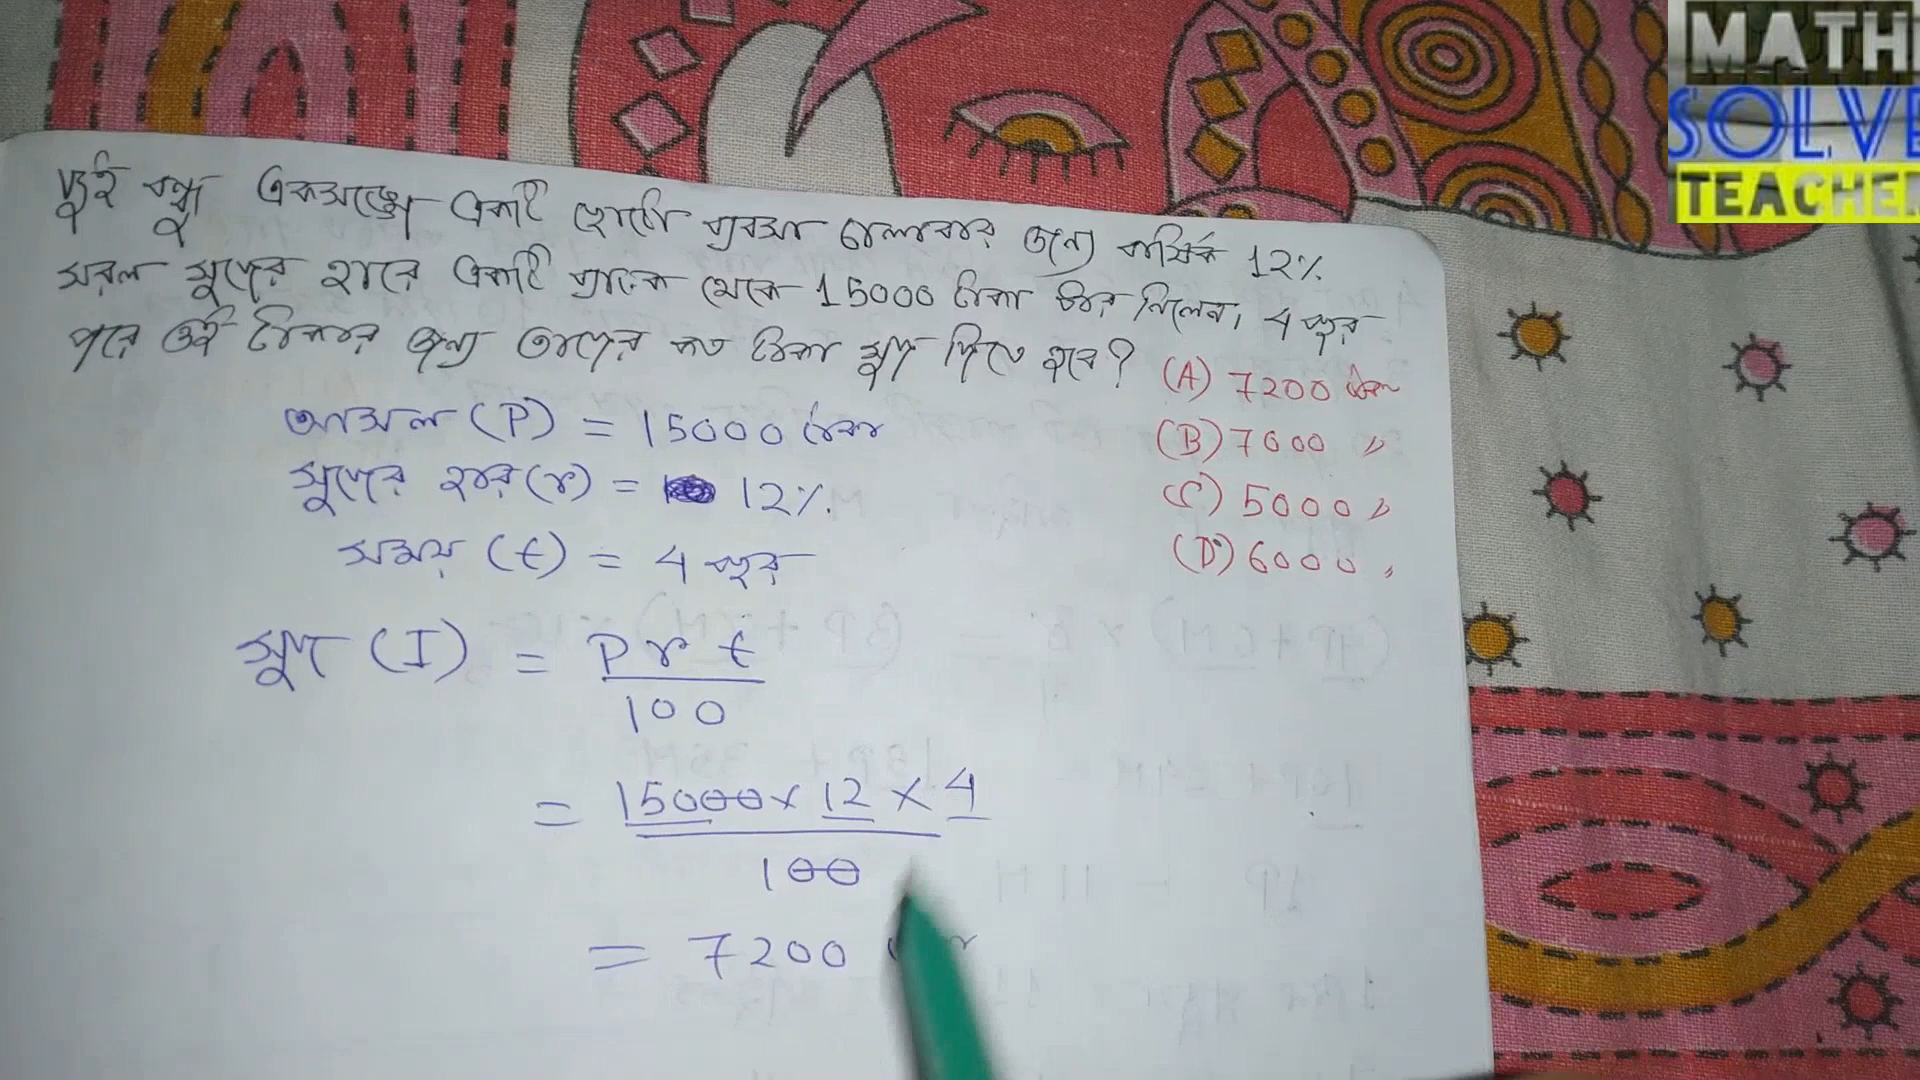 দুই বন্ধু একসঙ্গে একটি ছোটো ব্যবসা চালাবার জন্যে বার্ষিক 12%
সরল সুদের হারে একটি ব্যাংক থেকে 15000 টাকা ধার নিলেন। 4 বছর
পরে ওই টাকার জন্য তাদের কত টাকা সুদ দিতে হবে?
(A) 7200 টাকা
(B) 7000 "
(C) 5000 "
(D) 6000 "
আসল (P) = 15000 টাকা
সুদের হার (r) = 12%.
সময় (t) = 4 বছর
সুদ (I) = P r t
100
= 15000 × 12 × 4
100
= 7200
MATH
SOLVE
TEACHER